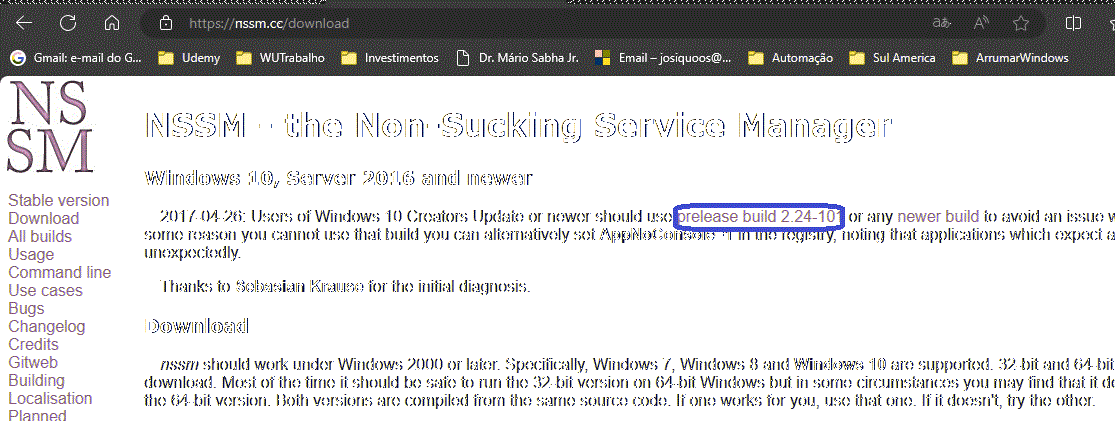 https://nssm.cc/download
Gmail: e-mail do G...
Udemy
WUTrabalho
Investimentos
Dr. Mário Sabha Jr.
Email – josiquoos@...
Automação
Sul America
ArrumarWindows
NS
SM
NSSM - the Non-Sucking Service Manager
Windows 10, Server 2016 and newer
2017-04-26: Users of Windows 10 Creators Update or newer should use prelease build 2.24-101 or any newer build to avoid an issue w
some reason you cannot use that build you can alternatively set AppNoConsole=1 in the registry, noting that applications which expect a
unexpectedly.
Thanks to Sebasian Krause for the initial diagnosis.
Download
nssm should work under Windows 2000 or later. Specifically, Windows 7, Windows 8 and Windows 10 are supported. 32-bit and 64-bit
download. Most of the time it should be safe to run the 32-bit version on 64-bit Windows but in some circumstances you may find that it do
the 64-bit version. Both versions are compiled from the same source code. If one works for you, use that one. If it doesn't, try the other.
Stable version
Download
All builds
Usage
Command line
Use cases
Bugs
Changelog
Credits
Gitweb
Building
Localisation
Planned